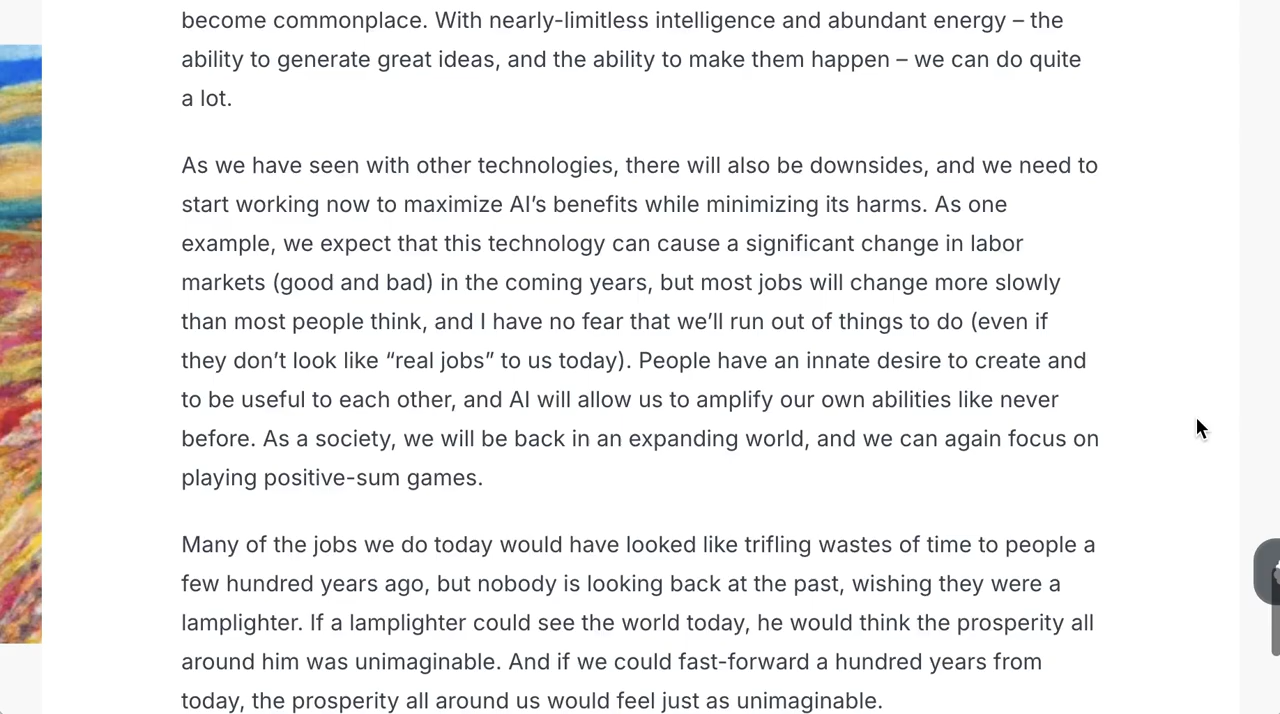 become commonplace. With nearly-limitless intelligence and abundant energy – the
ability to generate great ideas, and the ability to make them happen – we can do quite
a lot.
As we have seen with other technologies, there will also be downsides, and we need to
start working now to maximize AI’s benefits while minimizing its harms. As one
example, we expect that this technology can cause a significant change in labor
markets (good and bad) in the coming years, but most jobs will change more slowly
than most people think, and I have no fear that we’ll run out of things to do (even if
they don’t look like “real jobs” to us today). People have an innate desire to create and
to be useful to each other, and AI will allow us to amplify our own abilities like never
before. As a society, we will be back in an expanding world, and we can again focus on
playing positive-sum games.
Many of the jobs we do today would have looked like trifling wastes of time to people a
few hundred years ago, but nobody is looking back at the past, wishing they were a
lamplighter. If a lamplighter could see the world today, he would think the prosperity all
around him was unimaginable. And if we could fast-forward a hundred years from
today, the prosperity all around us would feel just as unimaginable.